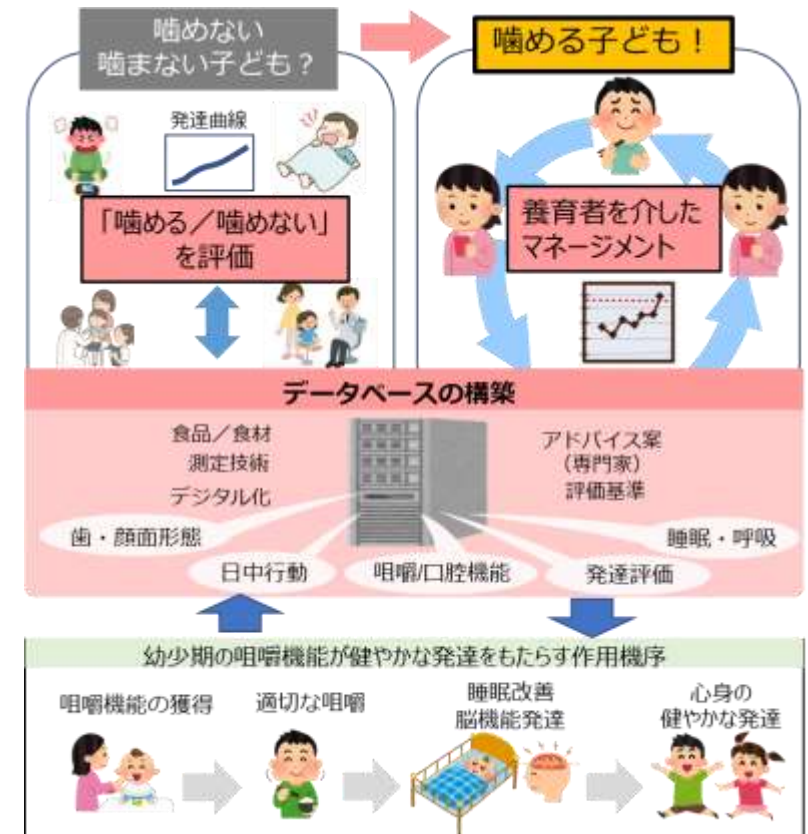 噛めない
噛まない子ども？
噛める子ども！
発達曲線
「噛める／噛めない」
を評価
養育者を介した
マネージメント
データベースの構築
食品／食材
測定技術
デジタル化
アドバイス案
（専門家）
評価基準
歯・顔面形態
日中行動
咀嚼/口腔機能
発達評価
睡眠・呼吸
幼少期の咀嚼機能が健やかな発達をもたらす作用機序
咀嚼機能の獲得
適切な咀嚼
睡眠改善
脳機能発達
心身の
健やかな発達